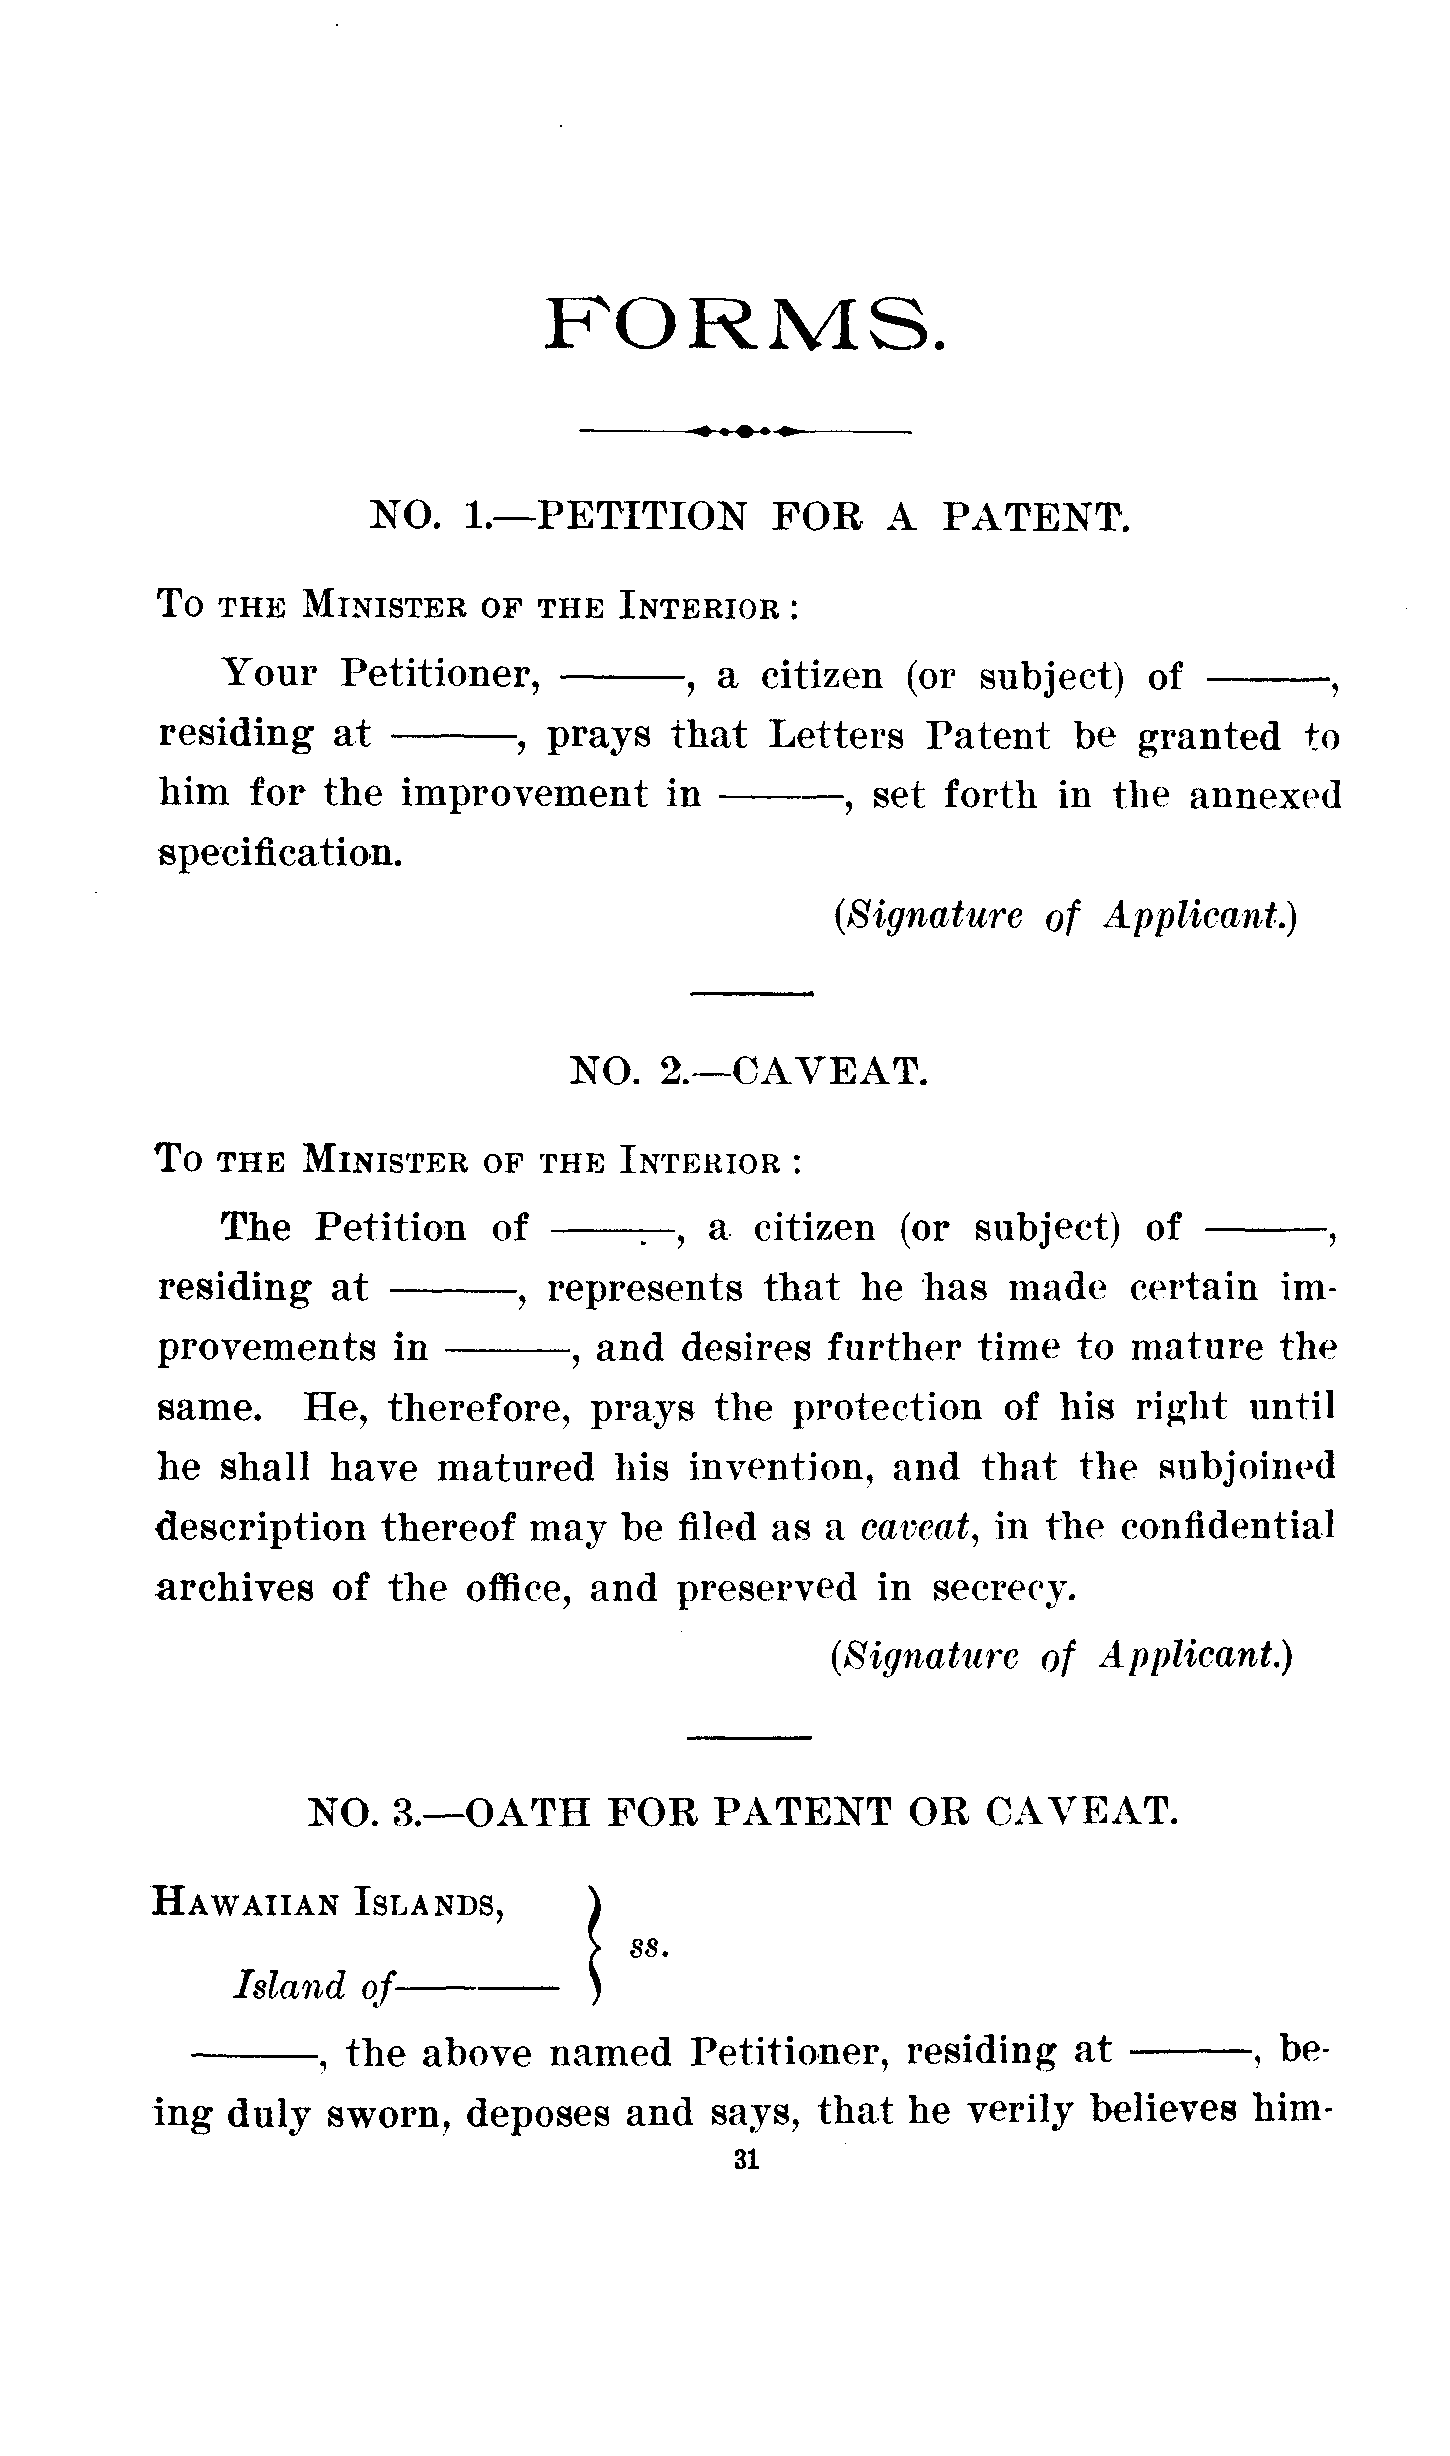 FORMS.
NO. 1.—PETITION FOR A PATENT.
To the Minister of the Interior:
Your Petitioner, ———, a citizen (or subject) of ———,
residing at ———, prays that Letters Patent be granted to
him for the improvement in ———, set forth in the annexed
specification.
(Signature of Applicant.)
NO. 2.—CAVEAT.
To the Minister of the Interior:
The Petition of ———, a citizen (or subject) of ———,
residing at ———, represents that he has made certain im-
provements in ———, and desires further time to mature the
same. He, therefore, prays the protection of his right until
he shall have matured his invention, and that the subjoined
description thereof may be filed as a caveat, in the confidential
archives of the office, and preserved in secrecy.
(Signature of Applicant.)
NO. 3.—OATH FOR PATENT OR CAVEAT.
Hawaiian Islands,
ss.
Island of————
———, the above named Petitioner, residing at ———, be-
ing duly sworn, deposes and says, that he verily believes him-
31